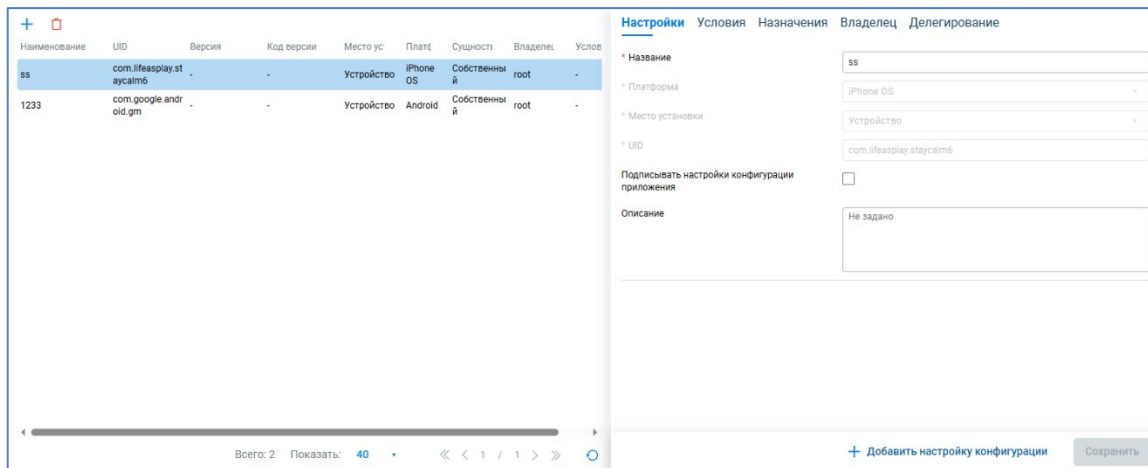 Наименование UID Версия Код версии Место ус Платф Сущность Владелец Услов
ss com.lifeasplay.st aycalm6 - - Устройство iPhone OS Собственны й root -
1233 com.google.andr oid.gm - - Устройство Android Собственны й root -
Всего: 2 Показать: 40 1 / 1
Настройки Условия Назначения Владелец Делегирование
* Название ss
* Платформа iPhone OS
* Место установки Устройство
* UID com.lifeasplay.staycalm6
Подписывать настройки конфигурации
приложения
Описание Не задано
+ Добавить настройку конфигурации Сохранить